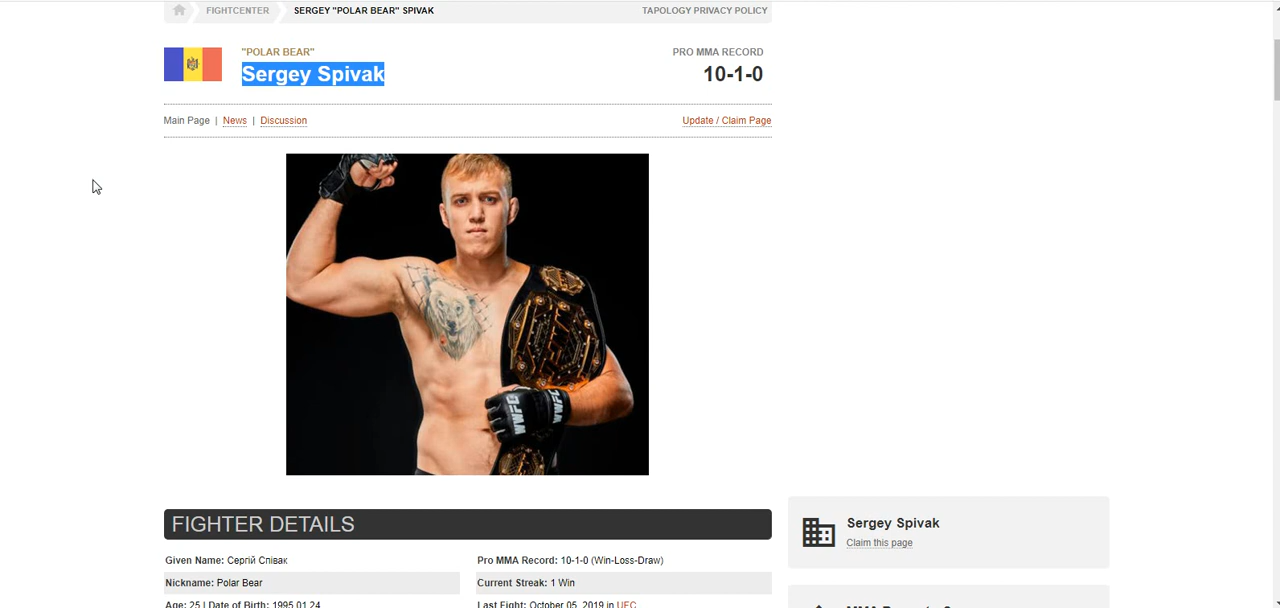 FIGHTCENTER SERGEY "POLAR BEAR" SPIVAK TAPOLOGY PRIVACY POLICY
"POLAR BEAR" PRO MMA RECORD
Sergey Spivak 10-1-0
Main Page | News | Discussion Update / Claim Page
WWFC WWFC
FIGHTER DETAILS
Given Name: Сергій Співак Pro MMA Record: 10-1-0 (Win-Loss-Draw)
Nickname: Polar Bear Current Streak: 1 Win
Age: 25 | Date of Birth: 1995.01.24 Last Fight: October 05, 2019 in UFC
Sergey Spivak
Claim this page